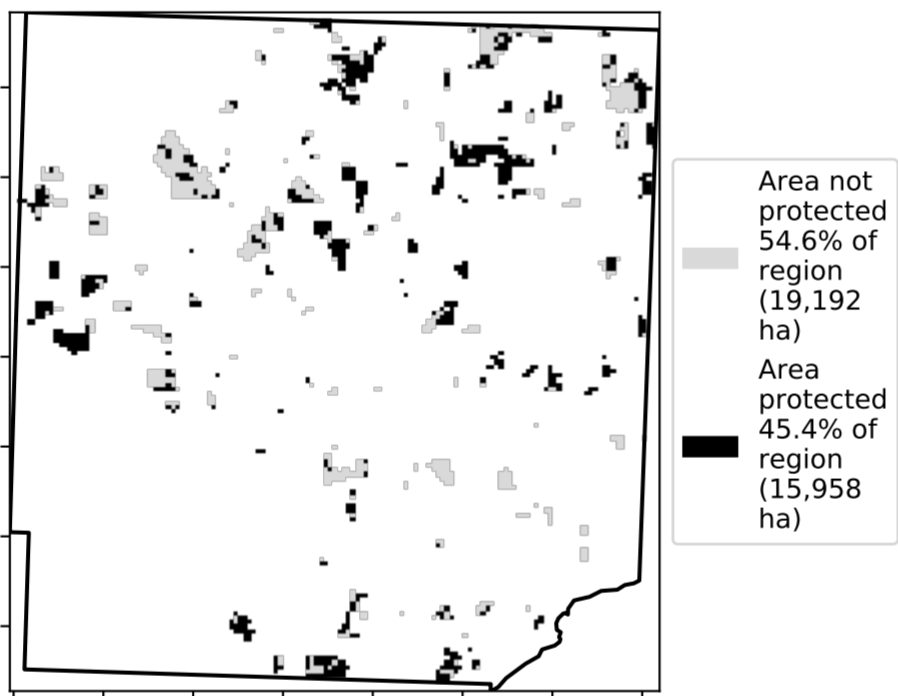 Area not
protected
54.6% of
region
(19,192
ha)
Area
protected
45.4% of
region
(15,958
ha)